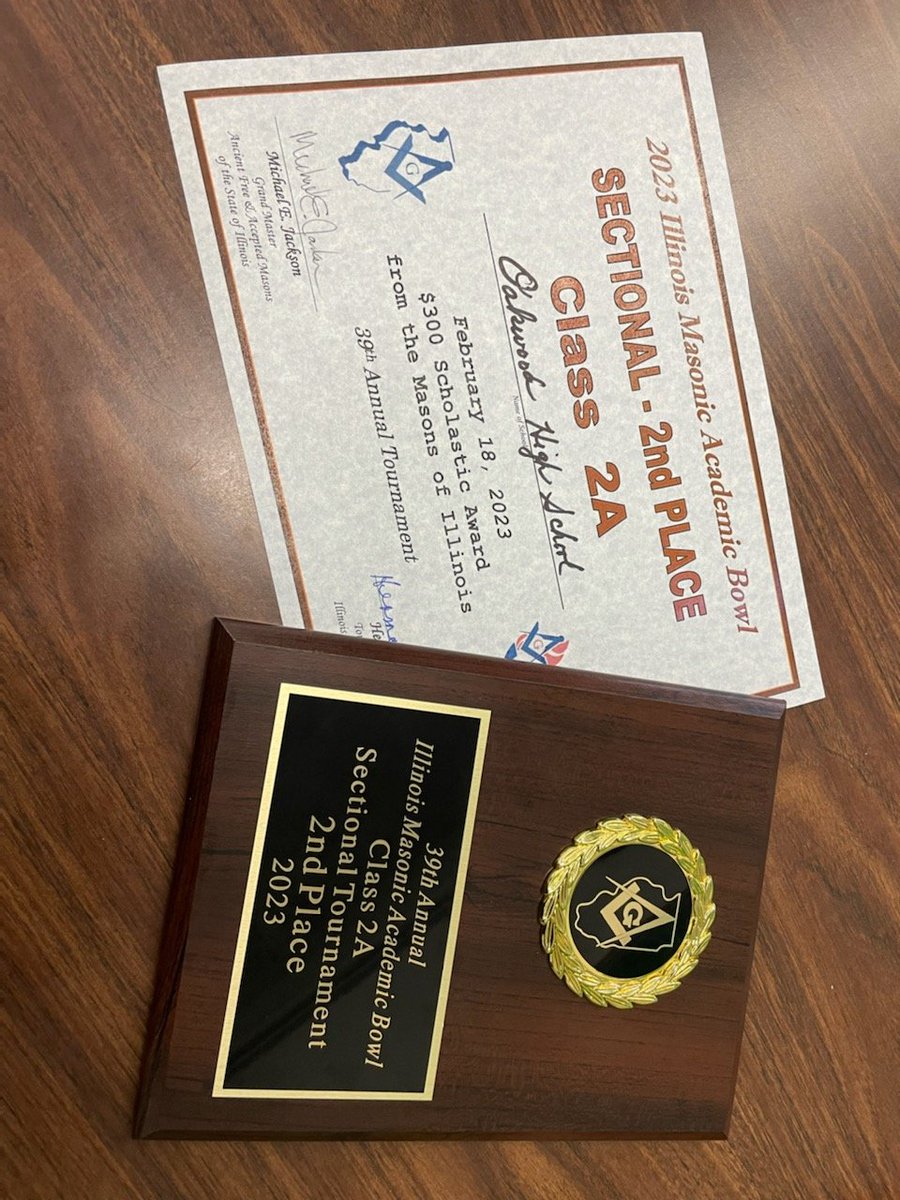 2023 Illinois Masonic Academic Bowl
SECTIONAL - 2nd PLACE
Class 2A
Oakwood High School
Name of School
February 18, 2023
$300 Scholastic Award
from the Masons of Illinois
39th Annual Tournament
G
Michael E. Jackson
Grand Master
Ancient Free & Accepted Masons
of the State of Illinois
G
Illinois
G
39th Annual
Illinois Masonic Academic Bowl
Class 2A
Sectional Tournament
2nd Place
2023